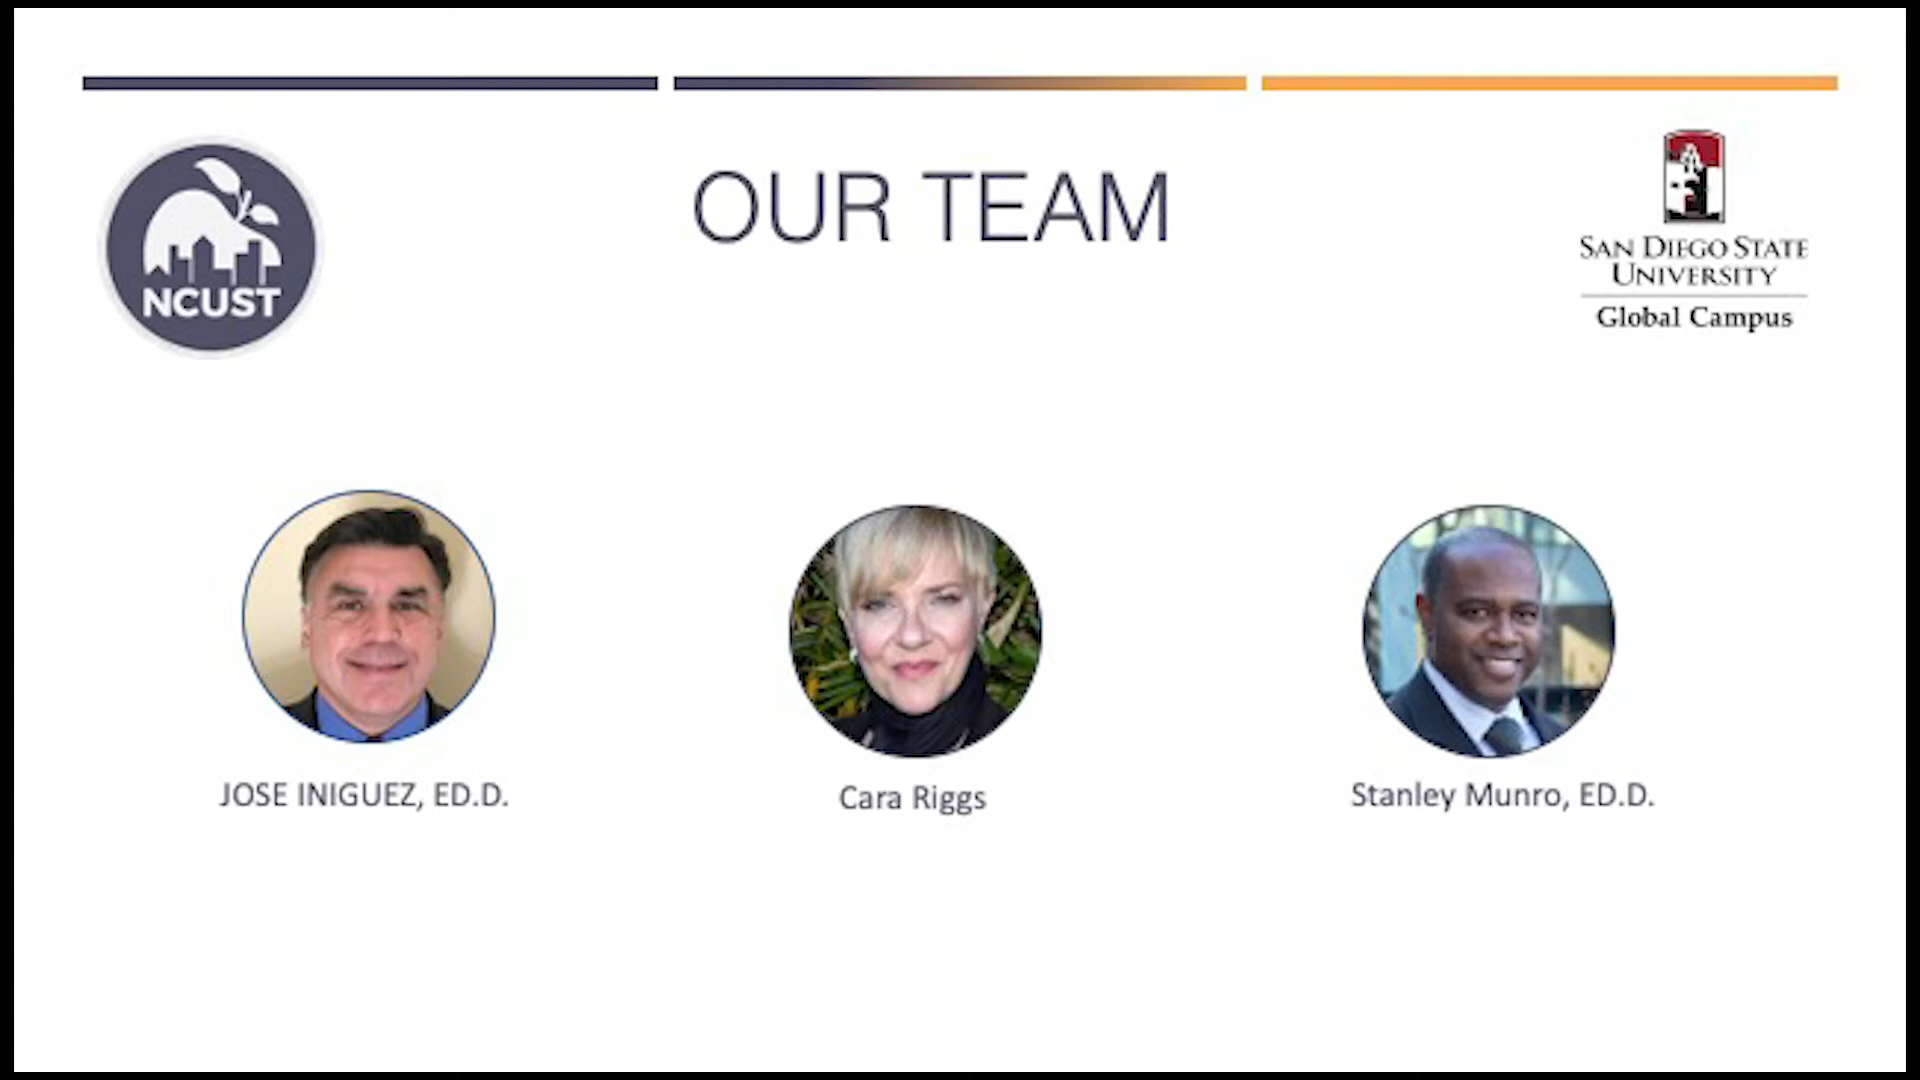 OUR TEAM
NCUST
SAN DIEGO STATE
UNIVERSITY
Global Campus
JOSE INIGUEZ, ED.D.
Cara Riggs
Stanley Munro, ED.D.